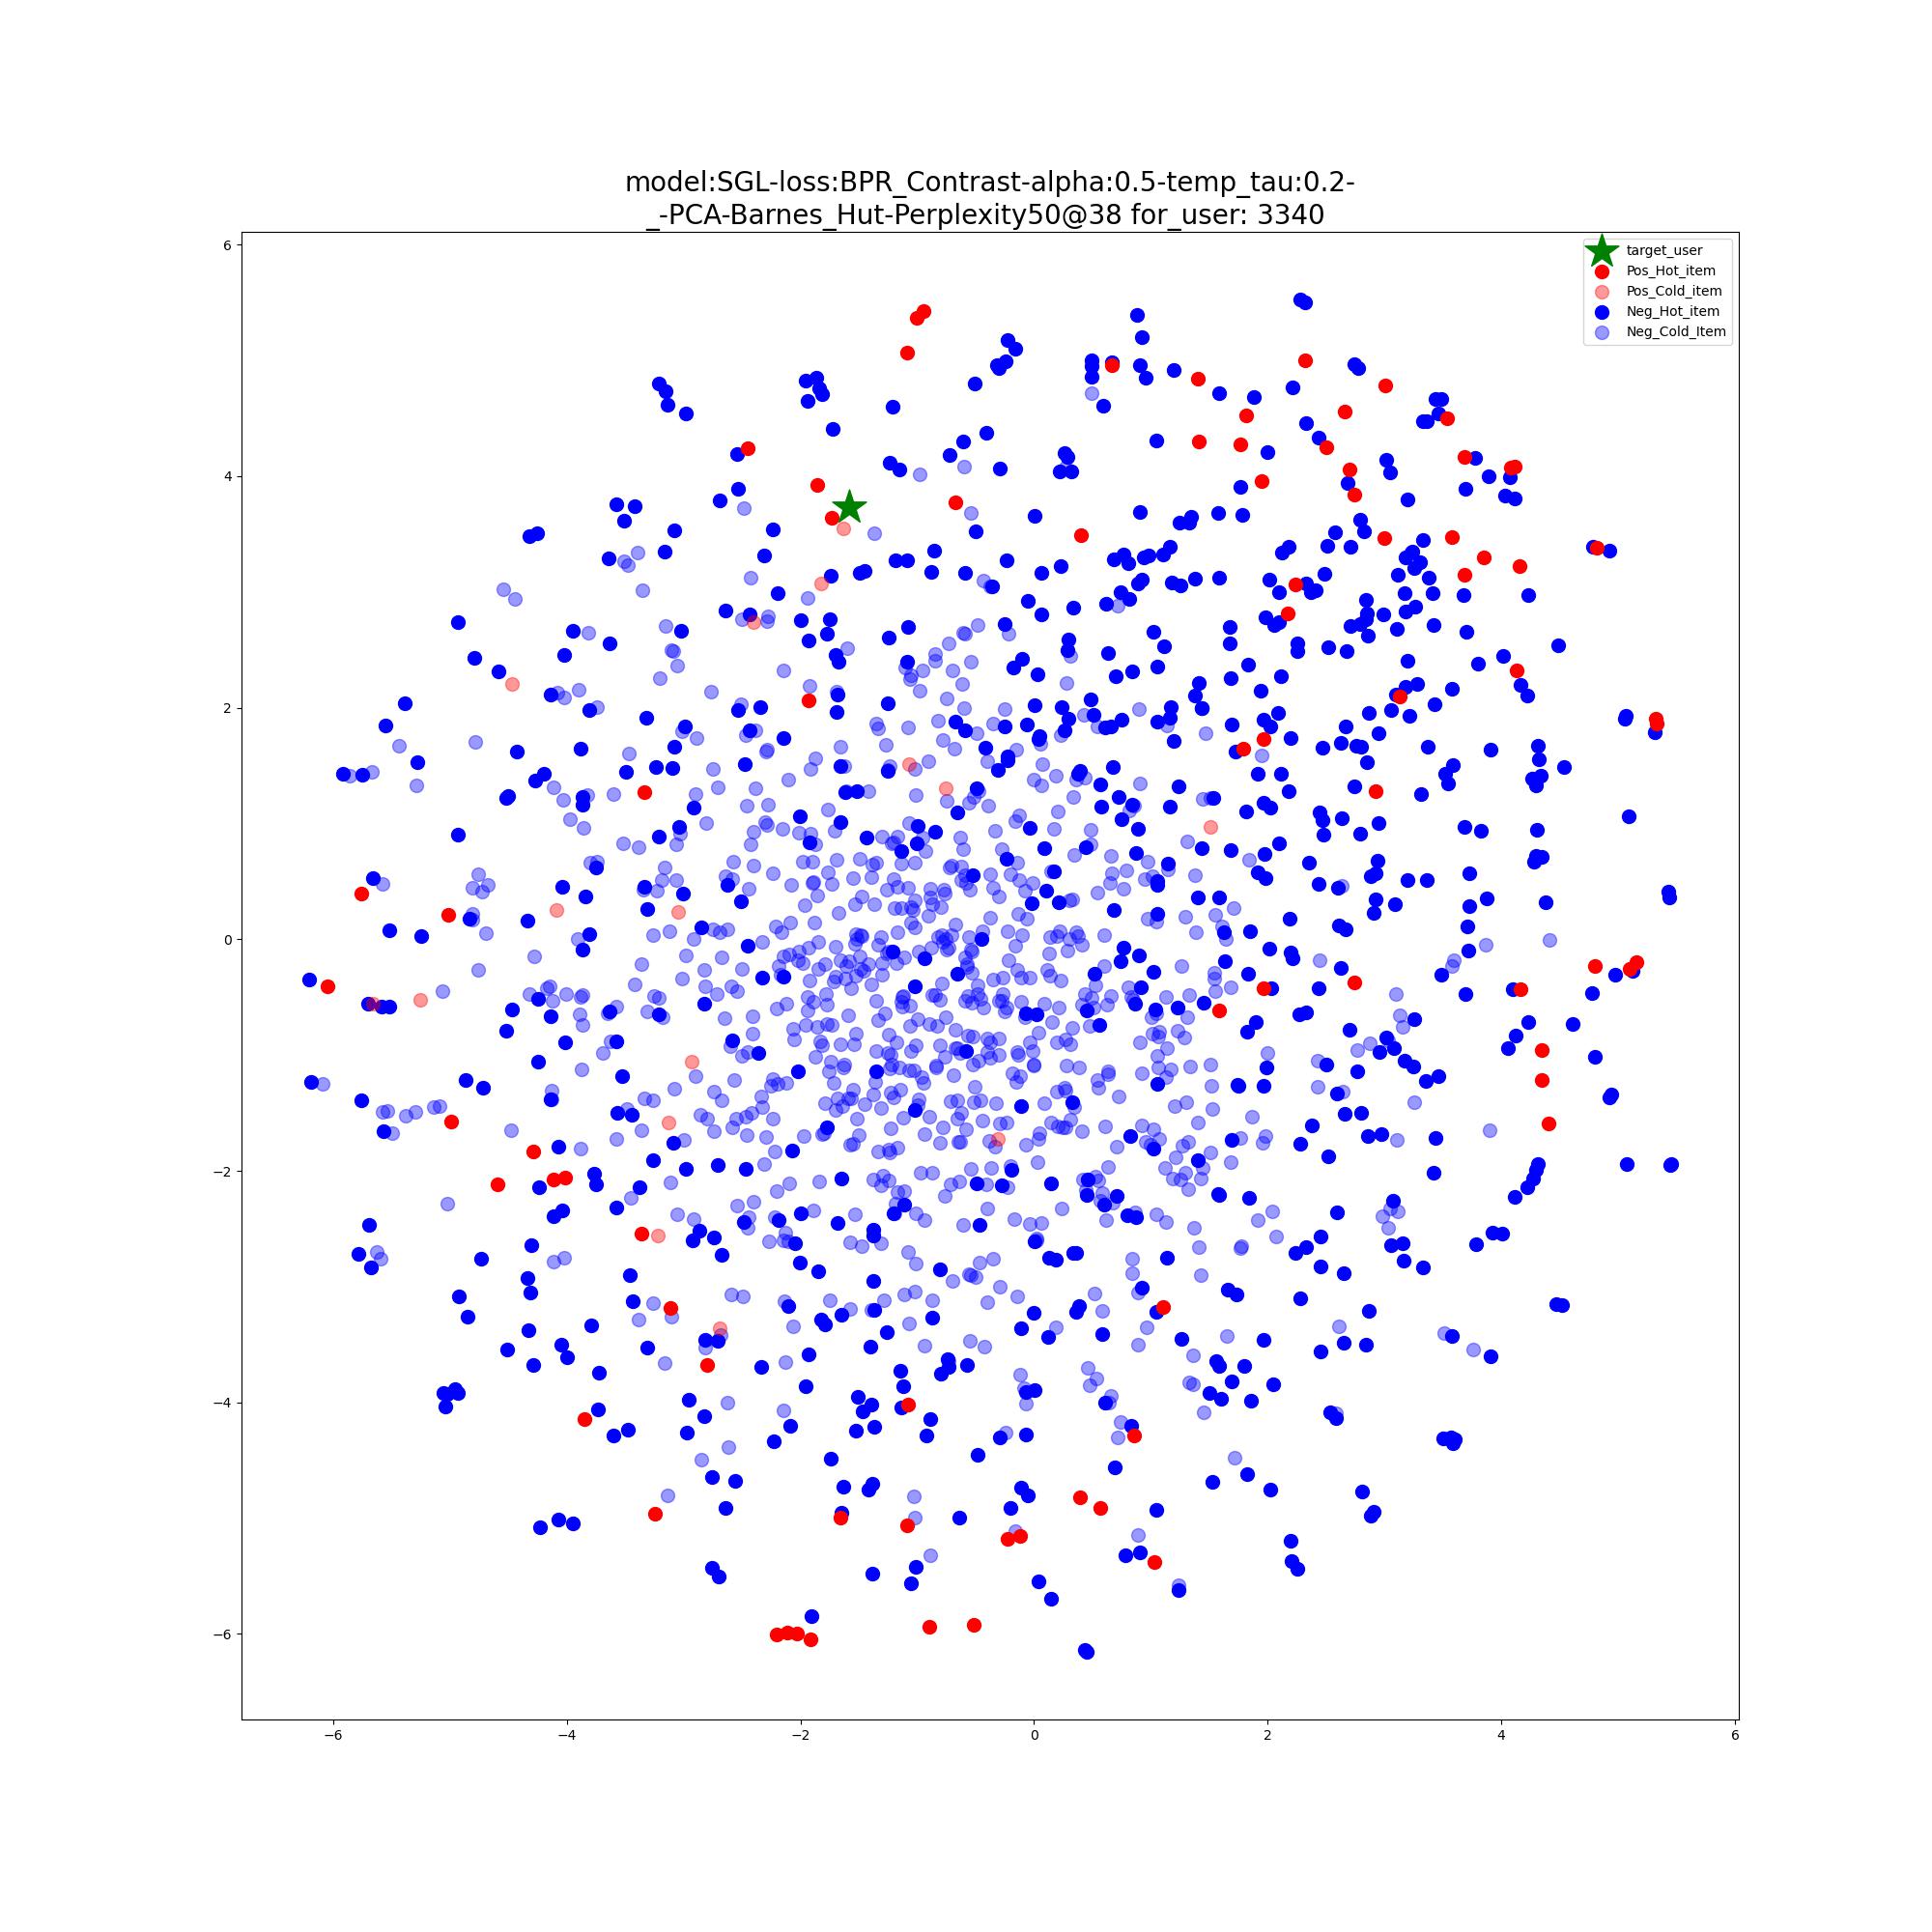 model:SGL-loss:BPR_Contrast-alpha:0.5-temp_tau:0.2-
_-PCA-Barnes_Hut-Perplexity50@38 for_user: 3340
target_user
Pos_Hot_item
Pos_Cold_item
Neg_Hot_item
Neg_Cold_Item
6
4
2
0
−2
−4
−6
−6 −4 −2 0 2 4 6